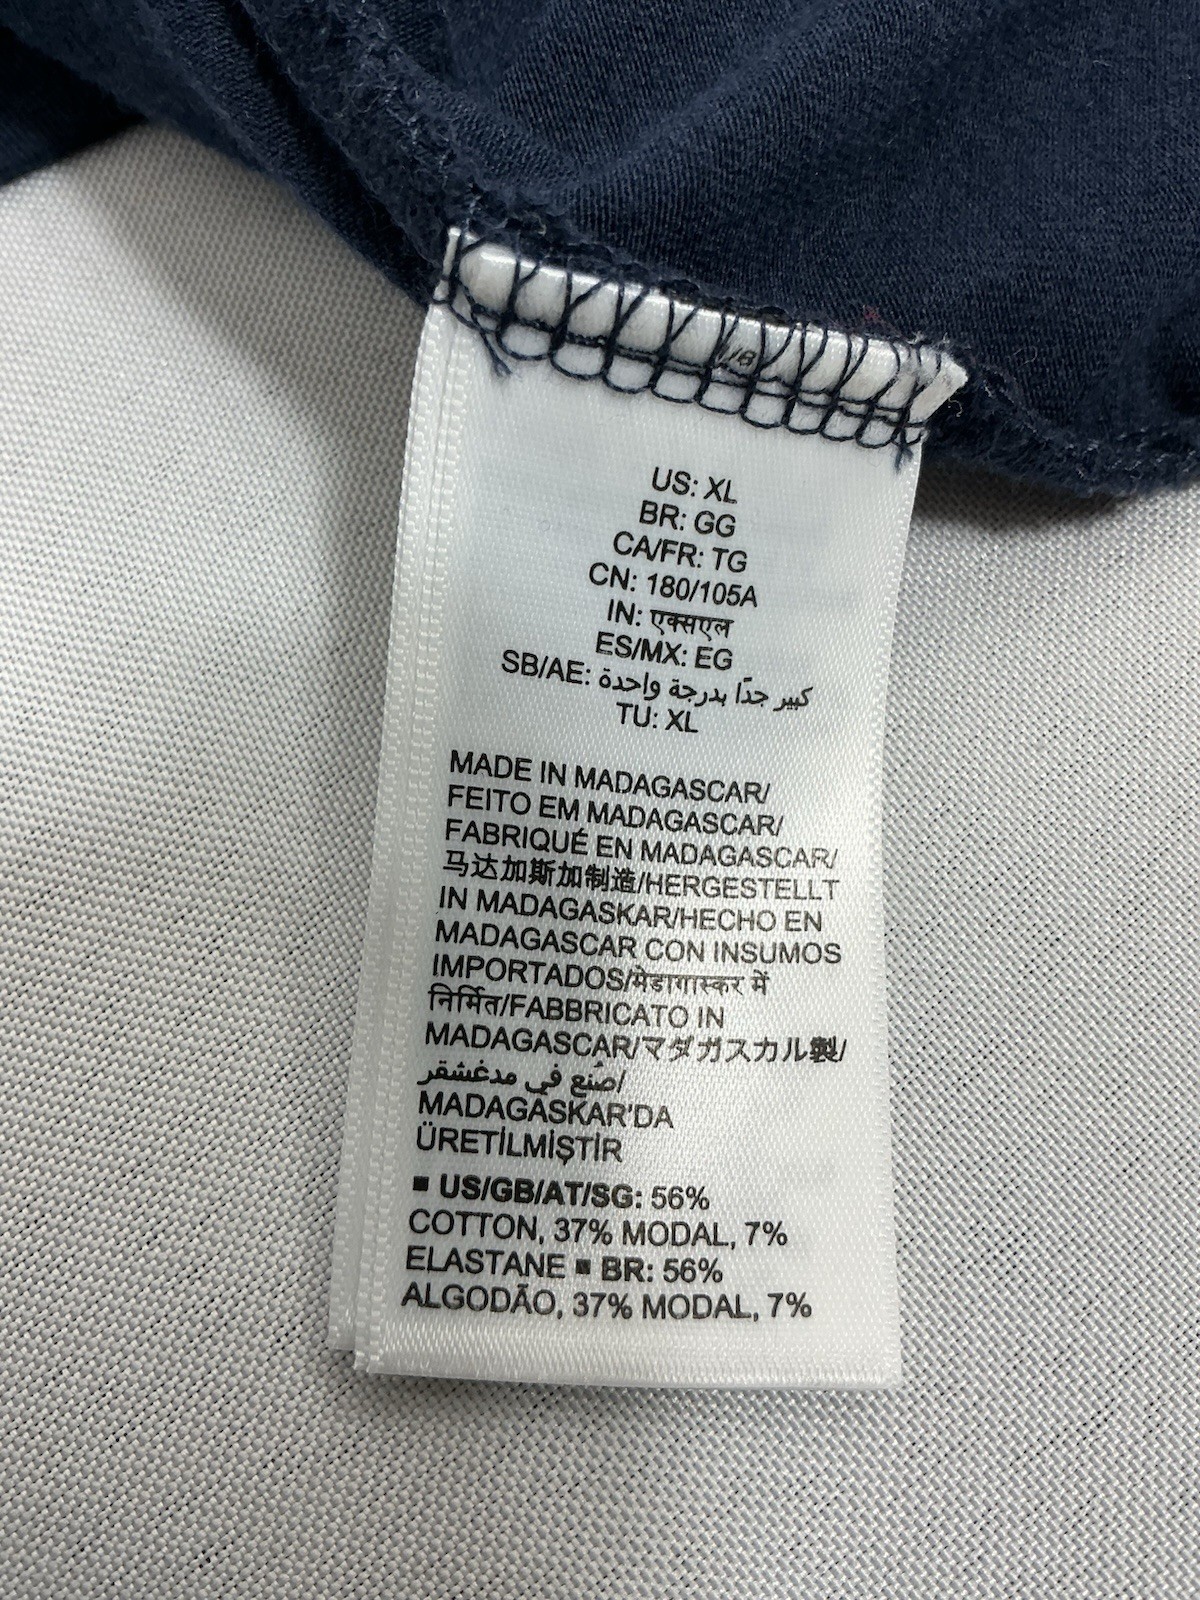 1/8
US: XL
BR: GG
CA/FR: TG
CN: 180/105A
IN: एक्सएल
ES/MX: EG
SB/AE: كبير جدًا بدرجة واحدة
TU: XL
MADE IN MADAGASCAR/
FEITO EM MADAGASCAR/
FABRIQUÉ EN MADAGASCAR/
马达加斯加制造/HERGESTELLT
IN MADAGASKAR/HECHO EN
MADAGASCAR CON INSUMOS
IMPORTADOS/मेडागास्कर में
निर्मित/FABBRICATO IN
MADAGASCAR/マダガスカル製/
صُنع في مدغشقر/
MADAGASKAR'DA
ÜRETİLMİŞTİR
■ US/GB/AT/SG: 56%
COTTON, 37% MODAL, 7%
ELASTANE ■ BR: 56%
ALGODÃO, 37% MODAL, 7%